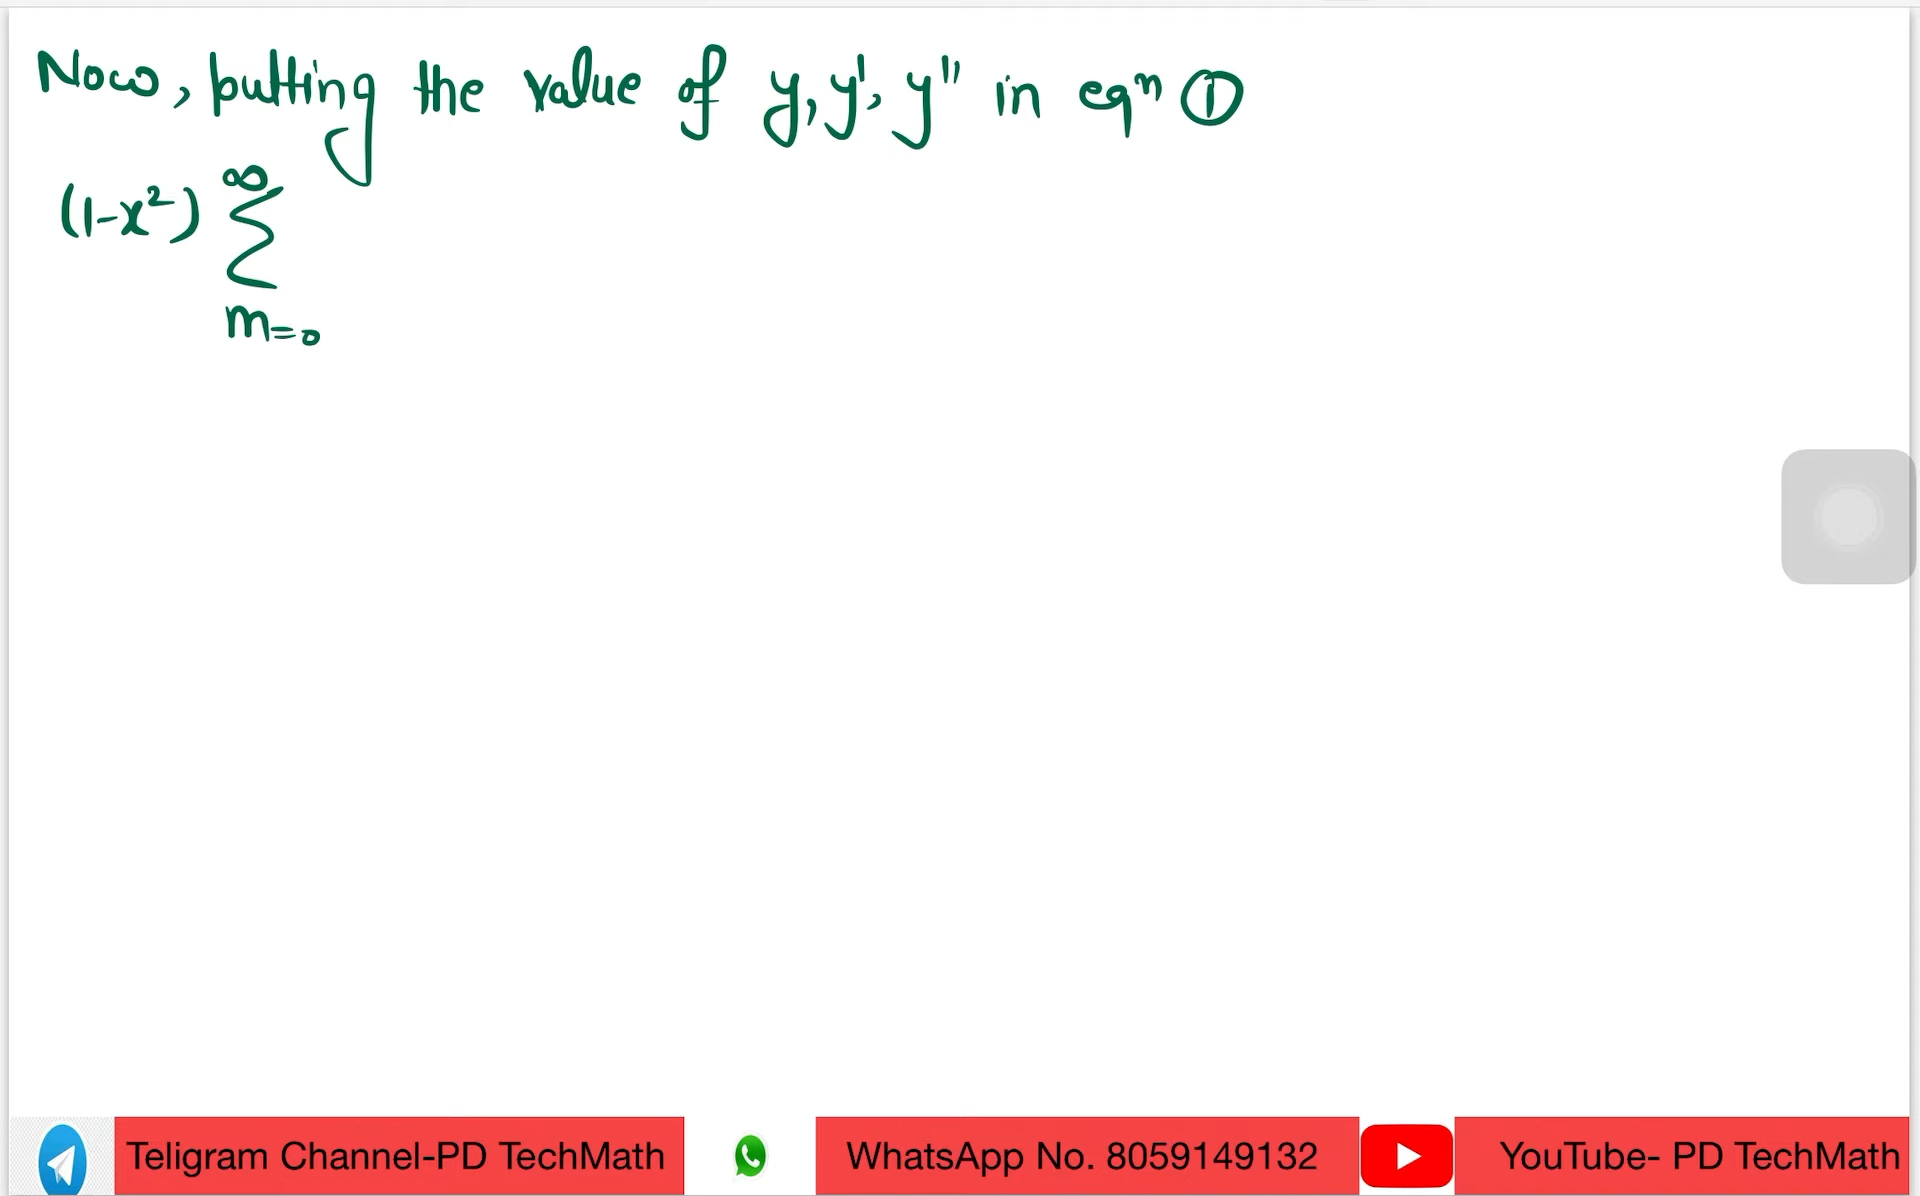 Now, putting the value of y, y', y" in eqⁿ ①
(1-x²) ∞
∑
m=0
Teligram Channel-PD TechMath
WhatsApp No. 8059149132
YouTube- PD TechMath